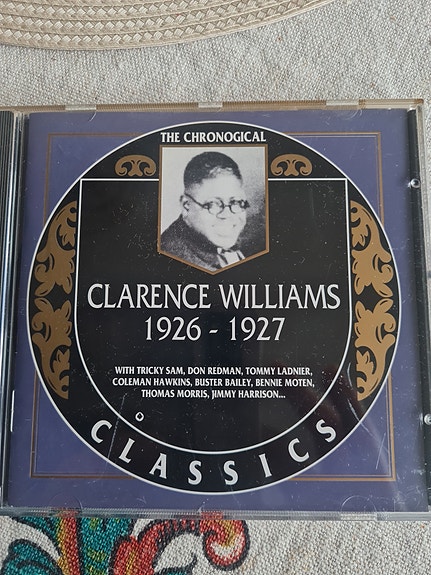 THE CHRONOGICAL
CLARENCE WILLIAMS
1926 - 1927
WITH TRICKY SAM, DON REDMAN, TOMMY LADNIER,
COLEMAN HAWKINS, BUSTER BAILEY, BENNIE MOTEN,
THOMAS MORRIS, JIMMY HARRISON...
CLASSICS